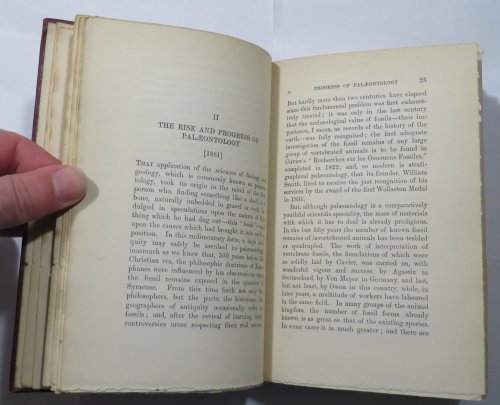 II
THE RISE AND PROGRESS OF
PALÆONTOLOGY
[1881]
THAT application of the sciences of biology and
geology, which is commonly known as palæon-
tology, took its origin in the mind of the first
person who, finding something like a shell, or a
bone, naturally imbedded in gravel or rock, in-
dulged in speculations upon the nature of this
thing which he had dug out—this "fossil"—and
upon the causes which had brought it into such a
position. In this rudimentary form, a high anti-
quity may safely be ascribed to palæontology,
inasmuch as we know that, 500 years before the
Christian era, the philosophic doctrines of Xeno-
phanes were influenced by his observations upon
the fossil remains exposed in the quarries of
Syracuse. From this time forth not only the
philosophers, but the poets, the historians, the
geographers of antiquity occasionally refer to
fossils; and, after the revival of learning, lively
controversies arose respecting their real nature.
II PROGRESS OF PALÆONTOLOGY 25
But hardly more than two centuries have elapsed
since this fundamental problem was first exhaust-
ively treated; it was only in the last century
that the archæological value of fossils—their im-
portance, I mean, as records of the history of the
earth—was fully recognised; the first adequate
investigation of the fossil remains of any large
group of vertebrated animals is to be found in
Cuvier's "Recherches sur les Ossemens Fossiles,"
completed in 1822; and, so modern is strati-
graphical palæontology, that its founder, William
Smith, lived to receive the just recognition of his
services by the award of the first Wollaston Medal
in 1831.
But, although palæontology is a comparatively
youthful scientific speciality, the mass of materials
with which it has to deal is already prodigious.
In the last fifty years the number of known fossil
remains of invertebrated animals has been trebled
or quadrupled. The work of interpretation of
vertebrate fossils, the foundations of which were
so solidly laid by Cuvier, was carried on, with
wonderful vigour and success, by Agassiz in
Switzerland, by Von Meyer in Germany, and last,
but not least, by Owen in this country, while, in
later years, a multitude of workers have laboured
in the same field. In many groups of the animal
kingdom the number of fossil forms already
known is as great as that of the existing species.
In some cases it is much greater; and there are